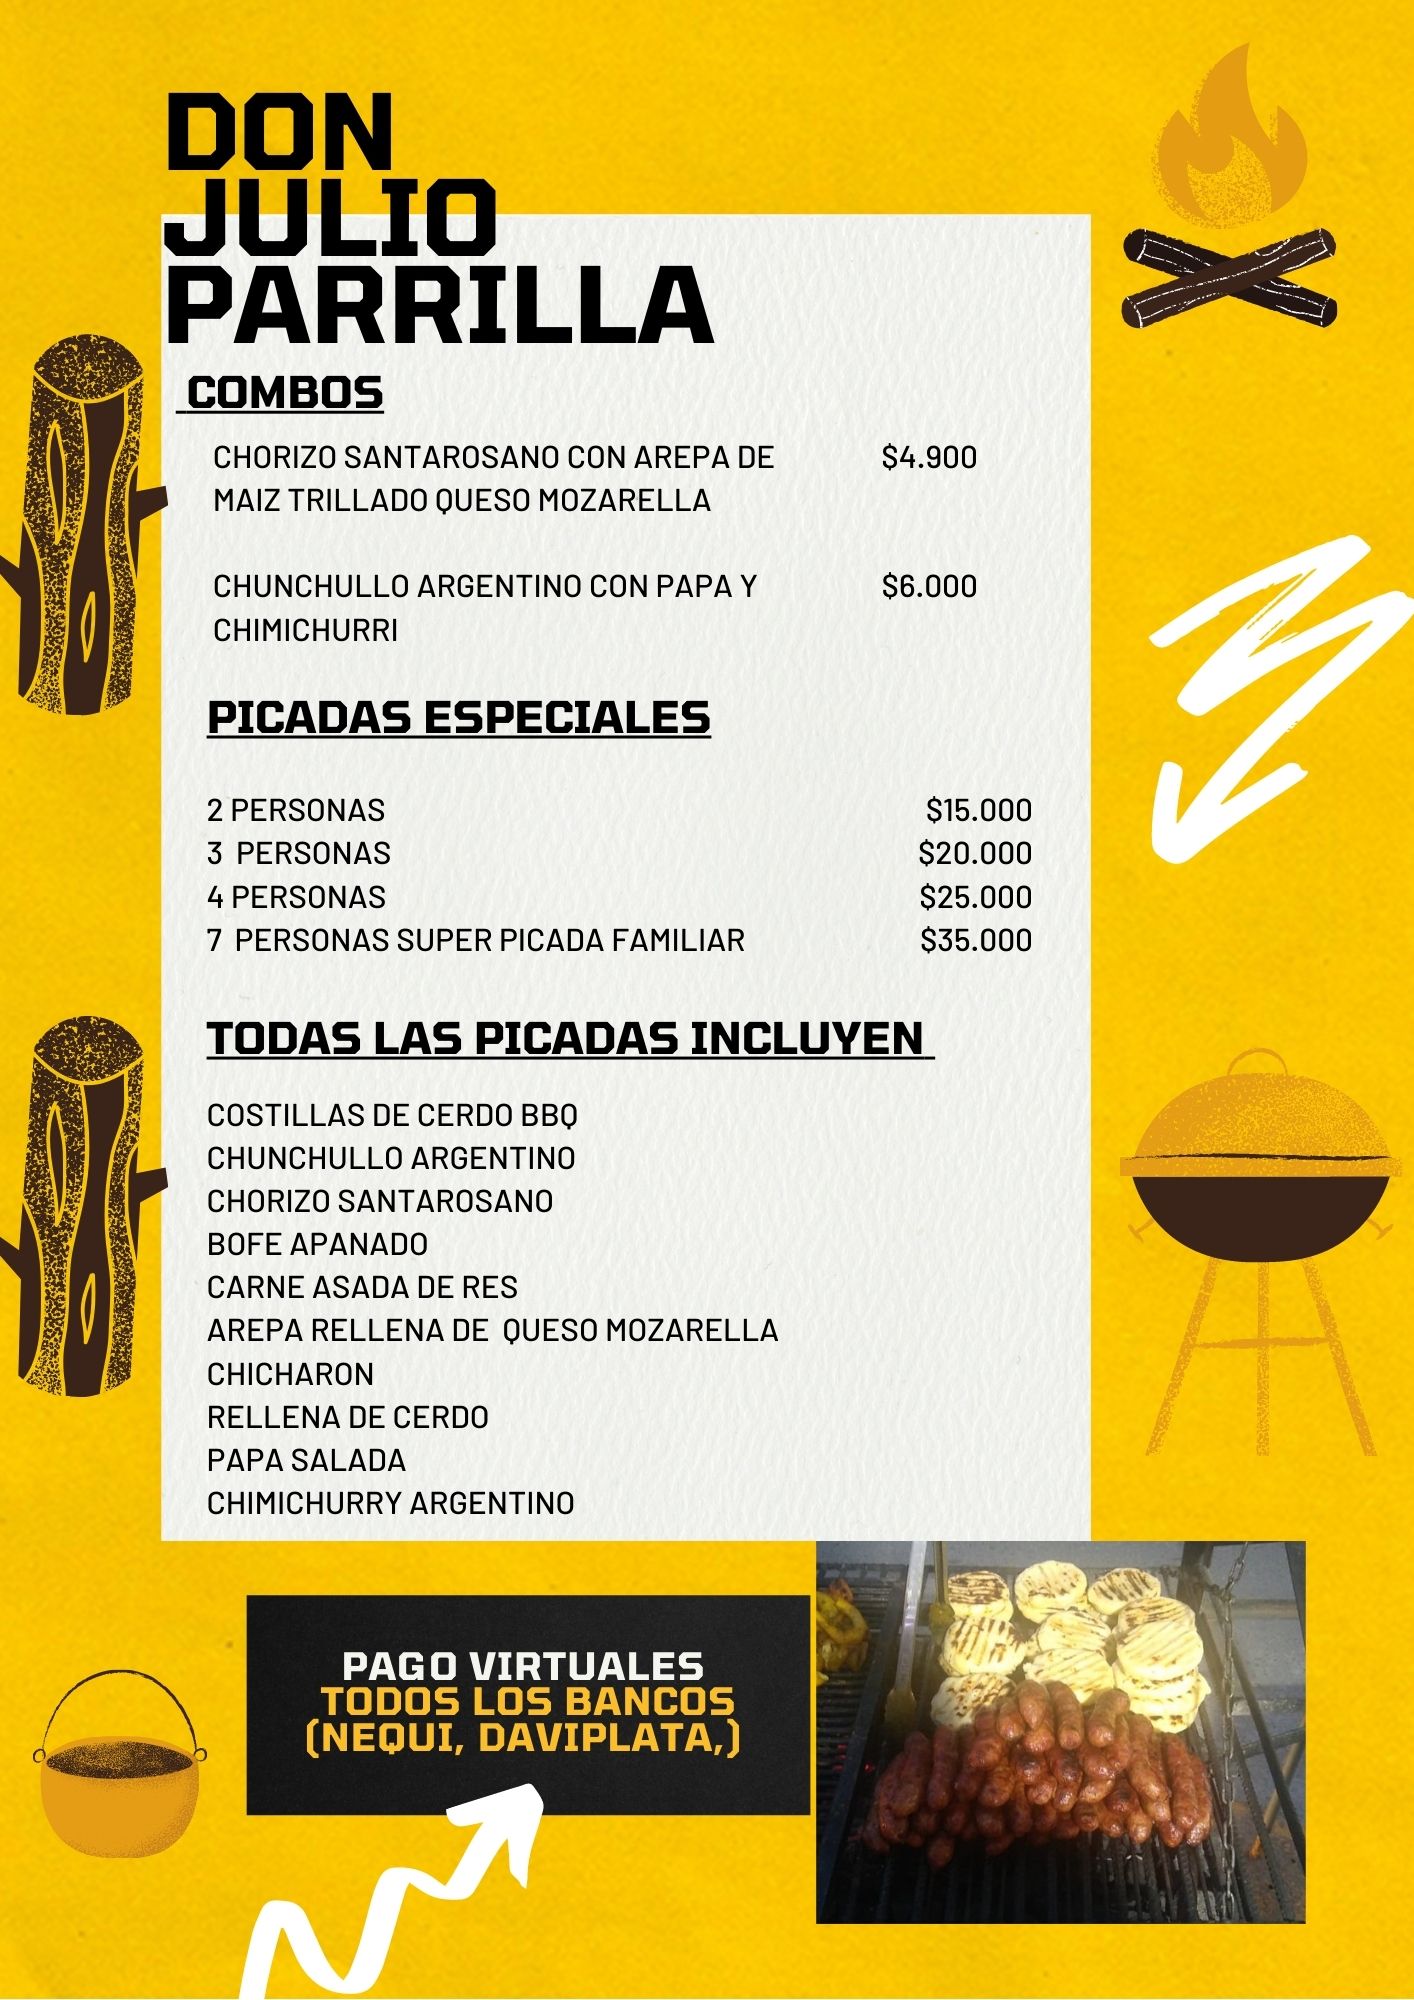 DON
JULIO
PARRILLA
COMBOS
CHORIZO SANTAROSANO CON AREPA DE $4.900
MAIZ TRILLADO QUESO MOZARELLA
CHUNCHULLO ARGENTINO CON PAPA Y $6.000
CHIMICHURRI
PICADAS ESPECIALES
2 PERSONAS $15.000
3 PERSONAS $20.000
4 PERSONAS $25.000
7 PERSONAS SUPER PICADA FAMILIAR $35.000
TODAS LAS PICADAS INCLUYEN
COSTILLAS DE CERDO BBQ
CHUNCHULLO ARGENTINO
CHORIZO SANTAROSANO
BOFE APANADO
CARNE ASADA DE RES
AREPA RELLENA DE QUESO MOZARELLA
CHICHARON
RELLENA DE CERDO
PAPA SALADA
CHIMICHURRY ARGENTINO
PAGO VIRTUALES
TODOS LOS BANCOS
(NEQUI, DAVIPLATA,)